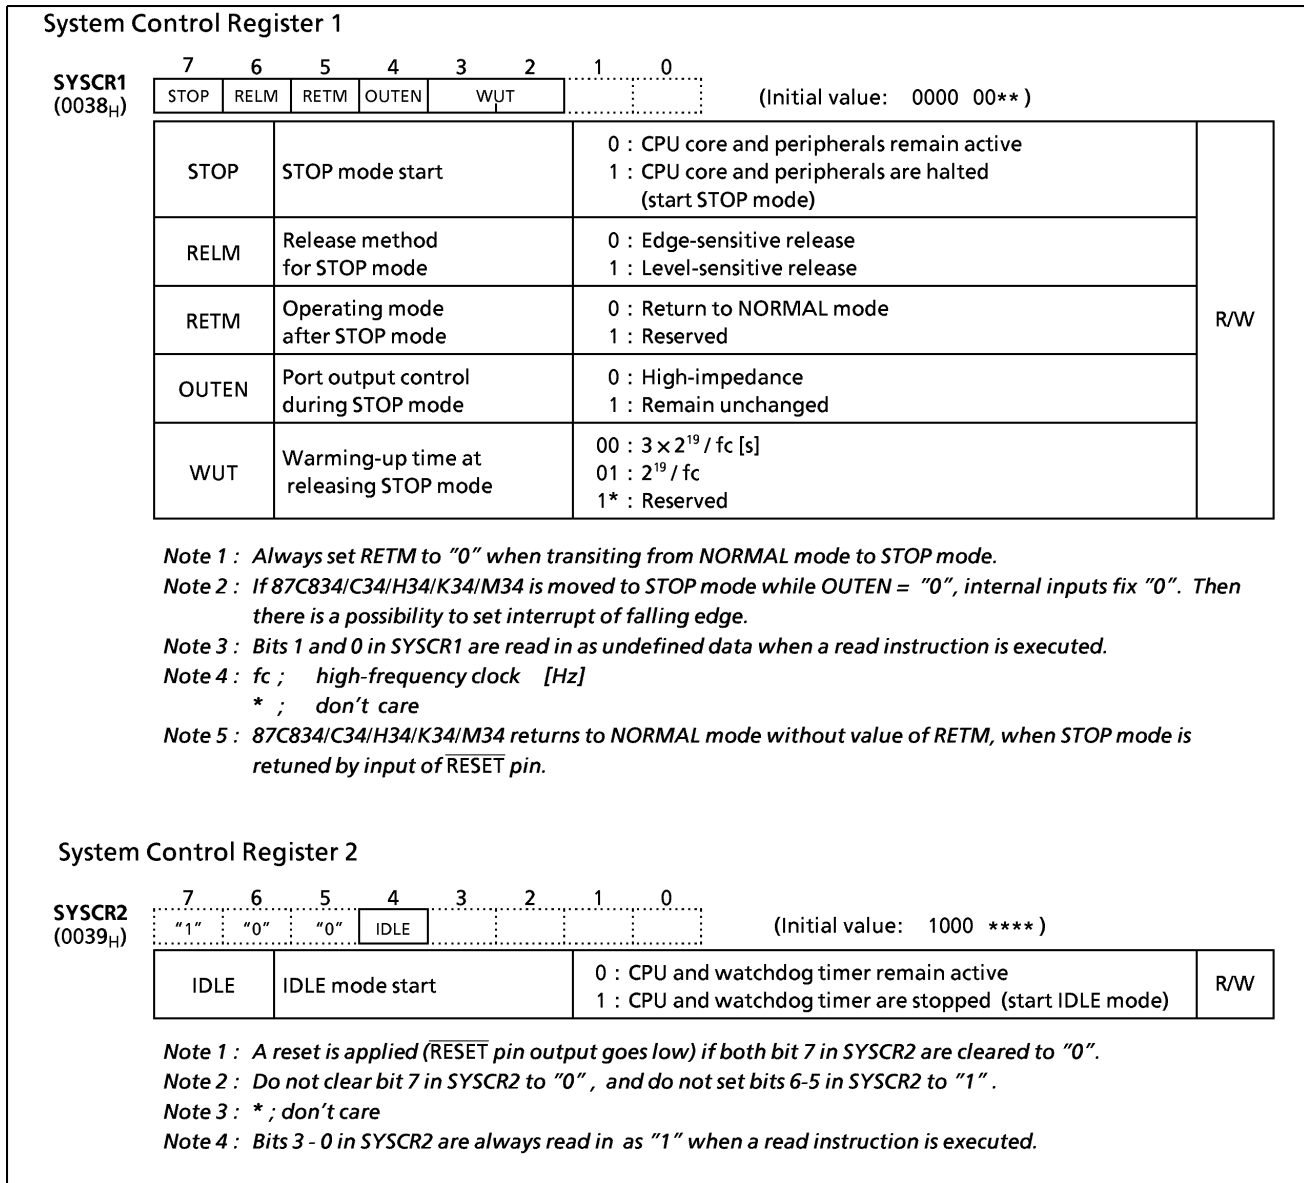 System Control Register 1
7 6 5 4 3 2 1 0
SYSCR1 (0038H) STOP RELM RETM OUTEN WUT (Initial value: 0000 00**)
STOP STOP mode start 0 : CPU core and peripherals remain active
1 : CPU core and peripherals are halted
(start STOP mode)
R/W
RELM Release method for STOP mode 0 : Edge-sensitive release
1 : Level-sensitive release
RETM Operating mode after STOP mode 0 : Return to NORMAL mode
1 : Reserved
OUTEN Port output control during STOP mode 0 : High-impedance
1 : Remain unchanged
WUT Warming-up time at releasing STOP mode 00 : 3 × 2¹⁹ / fc [s]
01 : 2¹⁹ / fc
1* : Reserved
Note 1 : Always set RETM to "0" when transiting from NORMAL mode to STOP mode.
Note 2 : If 87C834/C34/H34/K34/M34 is moved to STOP mode while OUTEN = "0", internal inputs fix "0". Then
there is a possibility to set interrupt of falling edge.
Note 3 : Bits 1 and 0 in SYSCR1 are read in as undefined data when a read instruction is executed.
Note 4 : fc ; high-frequency clock [Hz]
* ; don't care
Note 5 : 87C834/C34/H34/K34/M34 returns to NORMAL mode without value of RETM, when STOP mode is
retuned by input of RESET pin.
System Control Register 2
7 6 5 4 3 2 1 0
SYSCR2 (0039H) "1" "0" "0" IDLE (Initial value: 1000 ****)
IDLE IDLE mode start 0 : CPU and watchdog timer remain active
1 : CPU and watchdog timer are stopped (start IDLE mode)
R/W
Note 1 : A reset is applied (RESET pin output goes low) if both bit 7 in SYSCR2 are cleared to "0".
Note 2 : Do not clear bit 7 in SYSCR2 to "0" , and do not set bits 6-5 in SYSCR2 to "1" .
Note 3 : * ; don't care
Note 4 : Bits 3 - 0 in SYSCR2 are always read in as "1" when a read instruction is executed.